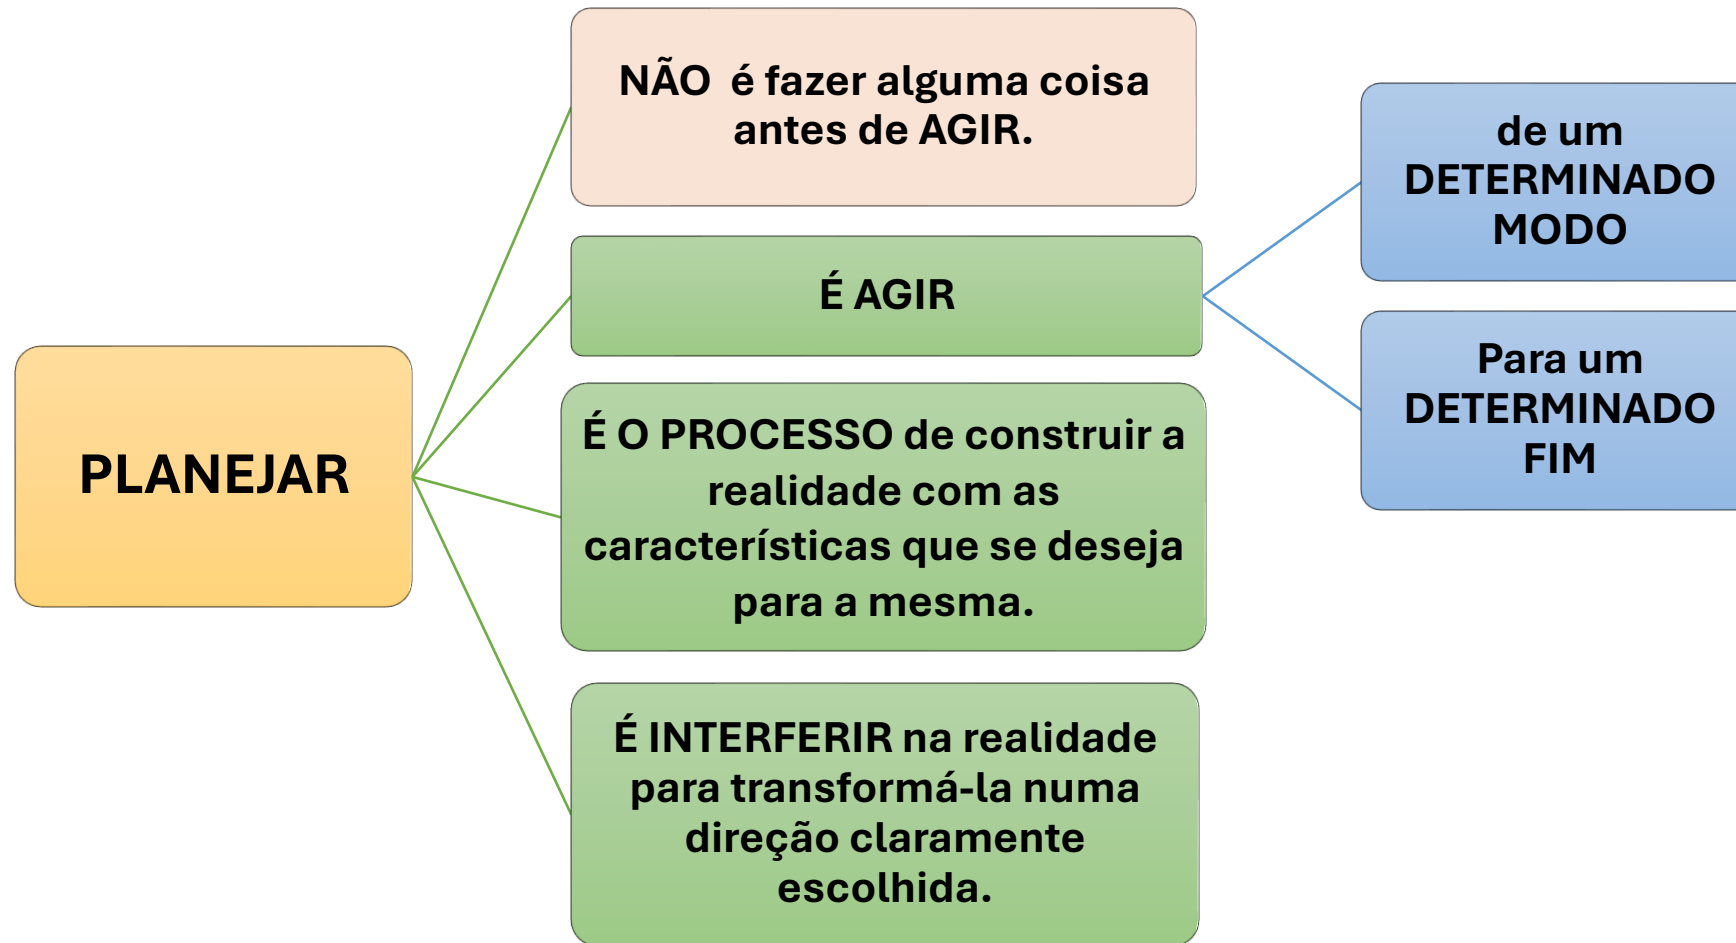 PLANEJAR
NÃO é fazer alguma coisa
antes de AGIR.
É AGIR
de um
DETERMINADO
MODO
Para um
DETERMINADO
FIM
É O PROCESSO de construir a
realidade com as
características que se deseja
para a mesma.
É INTERFERIR na realidade
para transformá-la numa
direção claramente
escolhida.